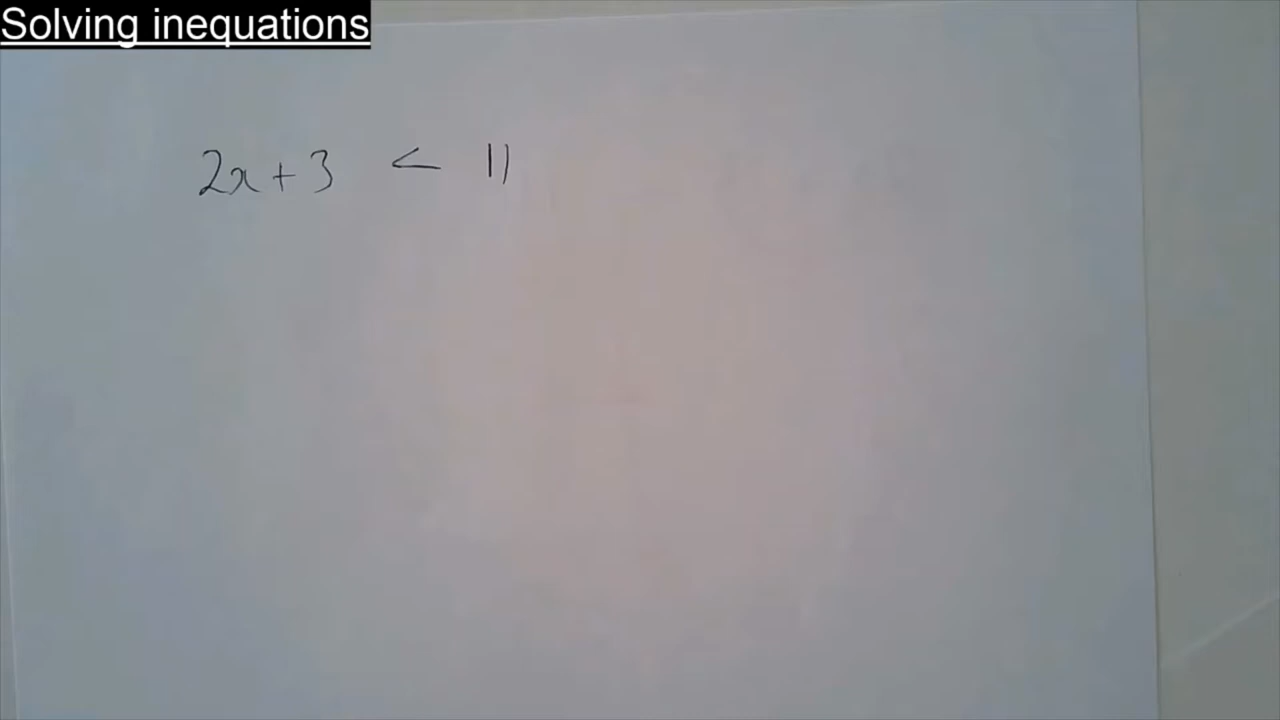 Solving inequations
2x + 3 < 11